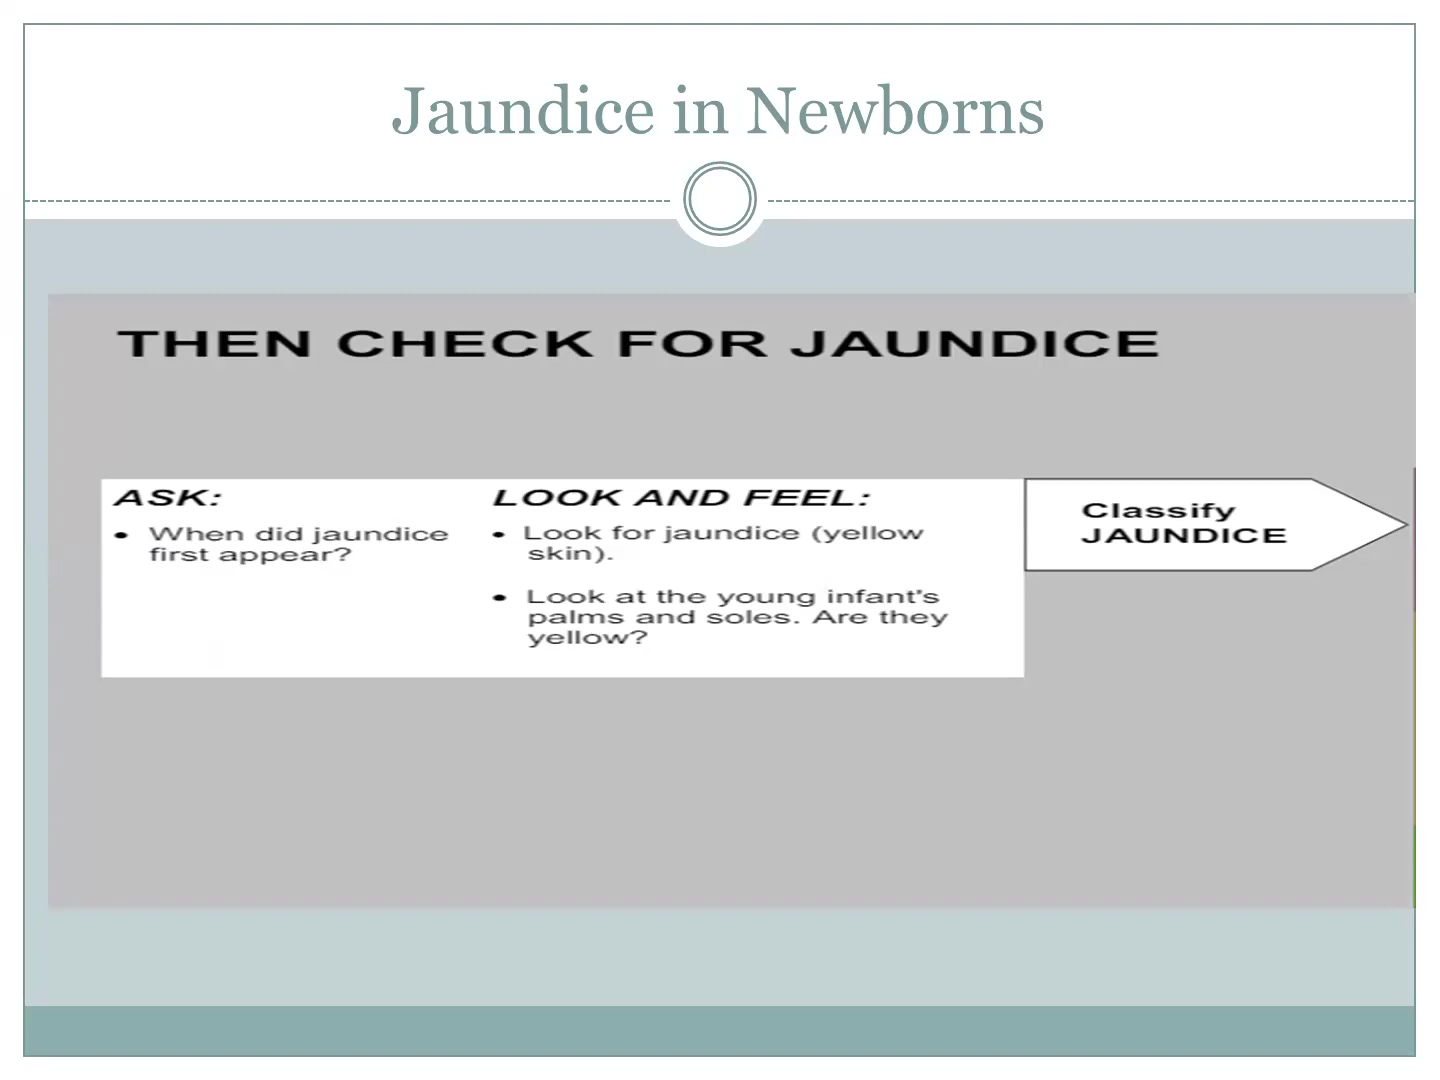 Jaundice in Newborns
THEN CHECK FOR JAUNDICE
ASK:
• When did jaundice
first appear?
LOOK AND FEEL:
• Look for jaundice (yellow
skin).
• Look at the young infant's
palms and soles. Are they
yellow?
Classify
JAUNDICE